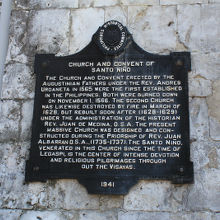 CHURCH AND CONVENT OF
SANTO NIÑO
THE CHURCH AND CONVENT ERECTED BY THE
AUGUSTINIAN FATHERS UNDER THE REV. ANDRES
URDANETA IN 1565 WERE THE FIRST ESTABLISHED
IN THE PHILIPPINES. BOTH WERE BURNED DOWN
ON NOVEMBER 1, 1566. THE SECOND CHURCH
WAS LIKEWISE DESTROYED BY FIRE IN MARCH OF
1628, BUT REBUILT SOON AFTER (1628-1629)
UNDER THE ADMINISTRATION OF THE HISTORIAN
REV. JUAN DE MEDINA, O.S.A. THE PRESENT
MASSIVE CHURCH WAS DESIGNED AND CON-
STRUCTED DURING THE PRIORSHIP OF REV. JUAN
ALBARRAN O.S.A., (1735-1737). THE SANTO NIÑO,
VENERATED IN THIS CHURCH SINCE THE TIME OF
LEGASPI, IS THE CENTER OF INTENSE DEVOTION
AND RELIGIOUS PILGRIMAGES THROUGH
OUT THE VISAYAS.
1941